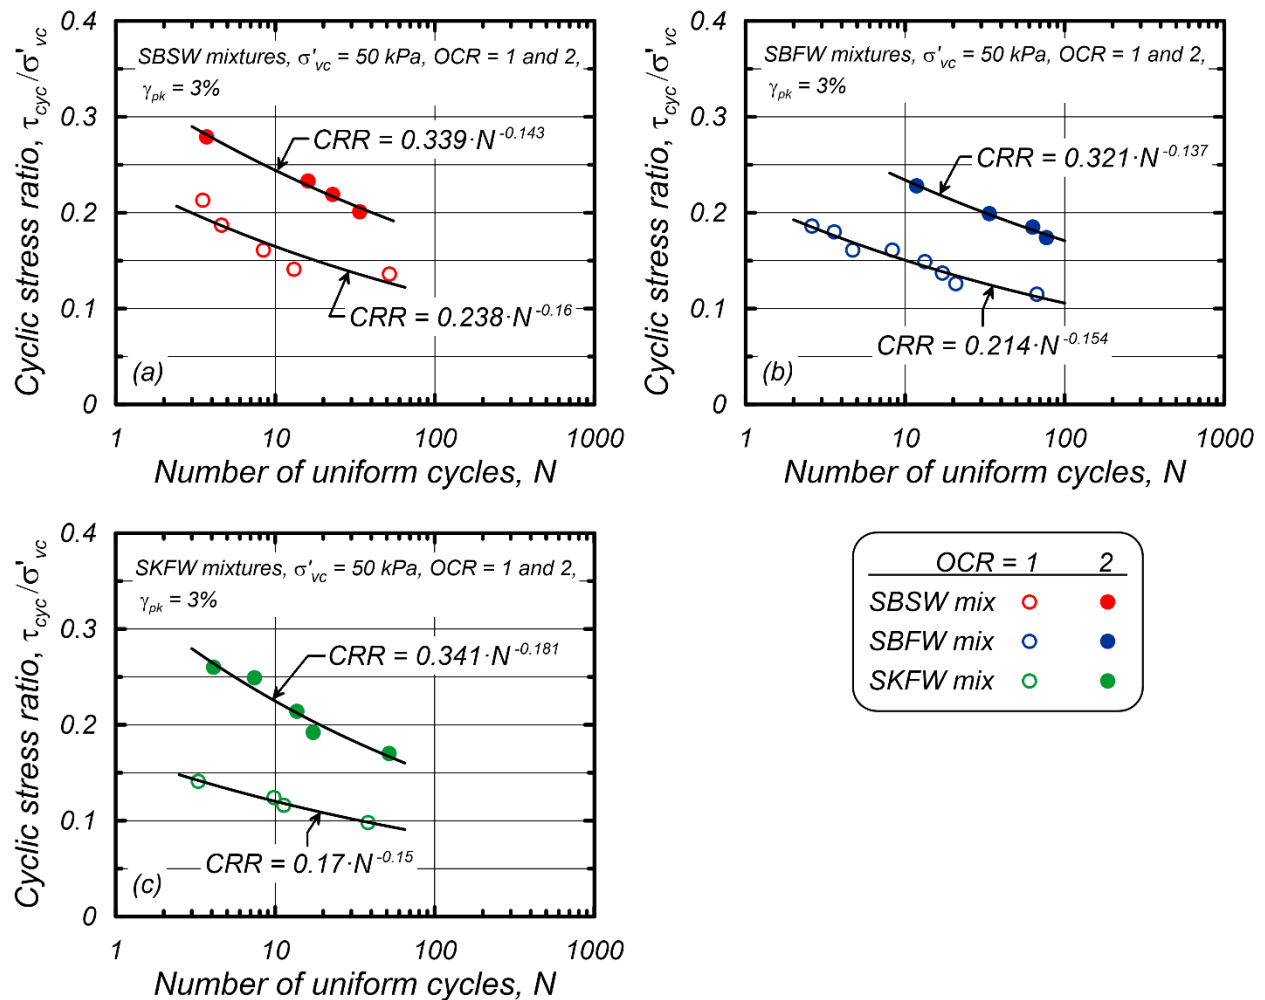 Cyclic stress ratio, τcyc/σ'vc
0.4
0.3
0.2
0.1
0
SBSW mixtures, σ'vc = 50 kPa, OCR = 1 and 2,
γpk = 3%
CRR = 0.339·N-0.143
CRR = 0.238·N-0.16
(a)
1 10 100 1000
Number of uniform cycles, N
Cyclic stress ratio, τcyc/σ'vc
0.4
0.3
0.2
0.1
0
SBFW mixtures, σ'vc = 50 kPa, OCR = 1 and 2,
γpk = 3%
CRR = 0.321·N-0.137
CRR = 0.214·N-0.154
(b)
1 10 100 1000
Number of uniform cycles, N
Cyclic stress ratio, τcyc/σ'vc
0.4
0.3
0.2
0.1
0
SKFW mixtures, σ'vc = 50 kPa, OCR = 1 and 2,
γpk = 3%
CRR = 0.341·N-0.181
CRR = 0.17·N-0.15
(c)
1 10 100 1000
Number of uniform cycles, N
OCR = 1 2
SBSW mix
SBFW mix
SKFW mix